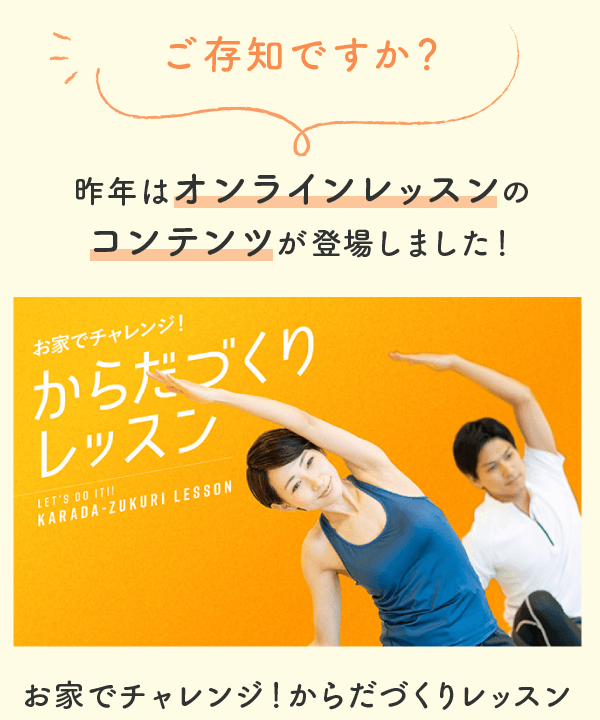 ご存知ですか？
昨年はオンラインレッスンの
コンテンツが登場しました！
お家でチャレンジ！
からだづくり
レッスン
LET'S DO IT!!
KARADA-ZUKURI LESSON
お家でチャレンジ！からだづくりレッスン